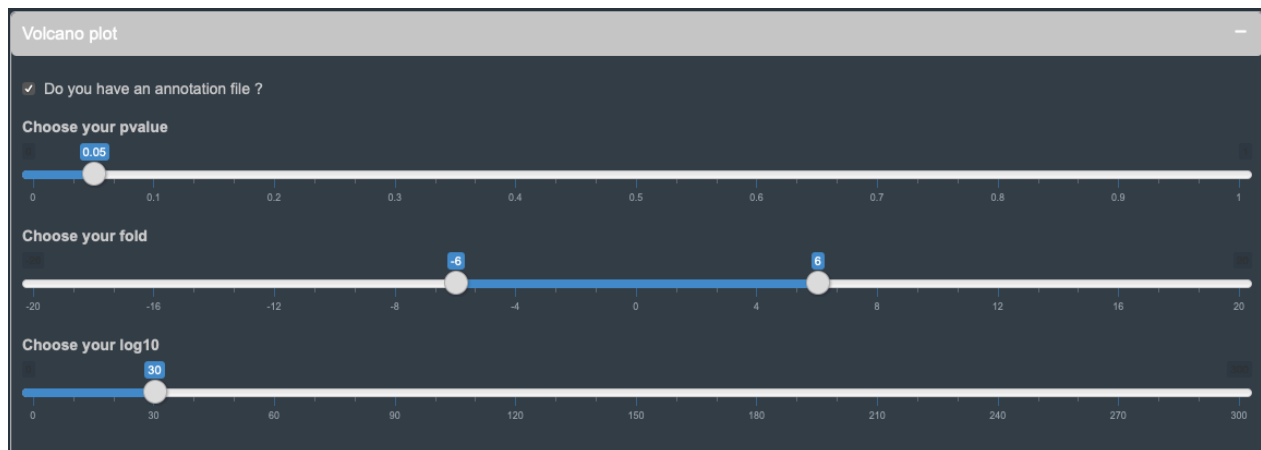 Volcano plot
Do you have an annotation file ?
Choose your pvalue
0.05
0 0.1 0.2 0.3 0.4 0.5 0.6 0.7 0.8 0.9 1
Choose your fold
-6 6
-20 -16 -12 -8 -4 0 4 8 12 16 20
Choose your log10
30
0 30 60 90 120 150 180 210 240 270 300